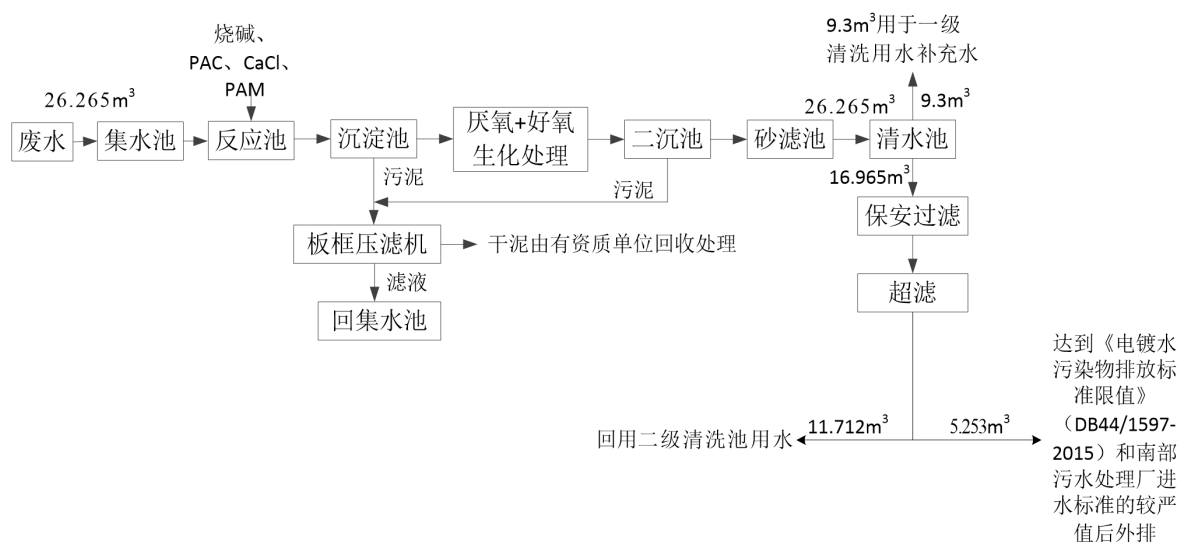 烧碱、
PAC、CaCl、
PAM
9.3m³用于一级
清洗用水补充水
26.265m³
26.265m³
9.3m³
废水
集水池
反应池
沉淀池
厌氧+好氧
生化处理
二沉池
砂滤池
清水池
污泥
污泥
16.965m³
保安过滤
板框压滤机
干泥由有资质单位回收处理
滤液
超滤
回集水池
达到《电镀水
污染物排放标
准限值》
（DB44/1597-
2015）和南部
污水处理厂进
水标准的较严
值后外排
回用二级清洗池用水
11.712m³
5.253m³